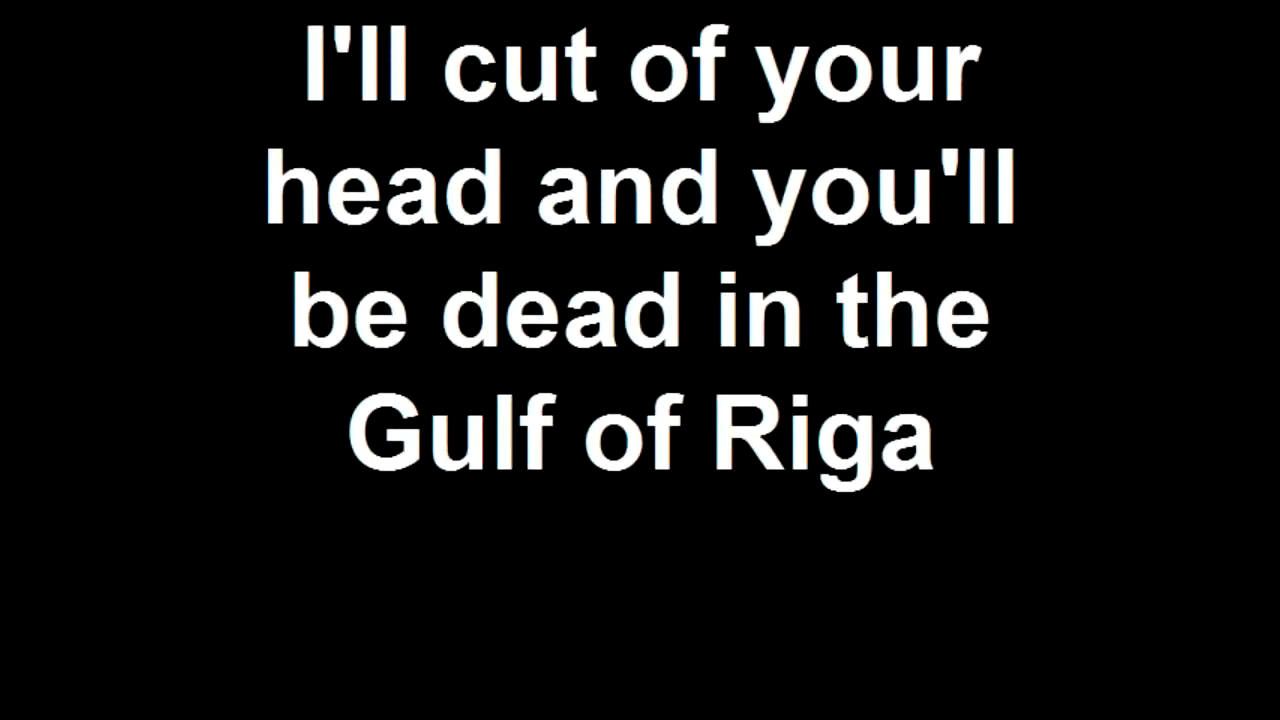 I'll cut of your
head and you'll
be dead in the
Gulf of Riga